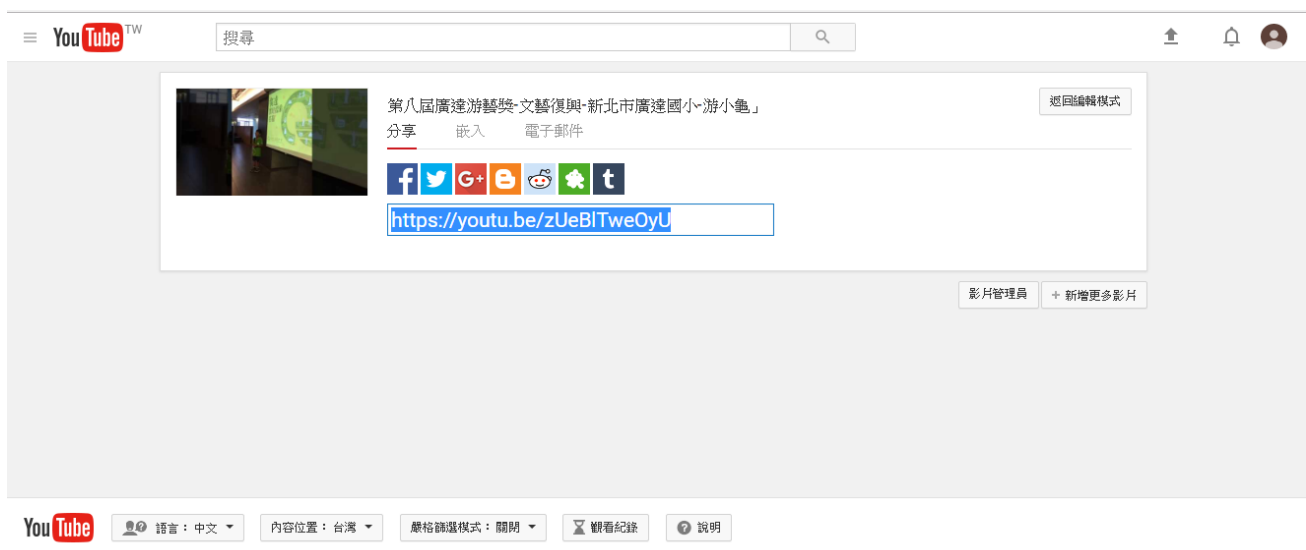 YouTube TW
搜尋
第八屆廣達游藝獎-文藝復興-新北市廣達國小-游小龜」
返回編輯模式
分享 嵌入 電子郵件
https://youtu.be/zUeBlTweOyU
影片管理員 + 新增更多影片
YouTube 語言：中文 內容位置：台灣 嚴格篩選模式：關閉 觀看紀錄 說明